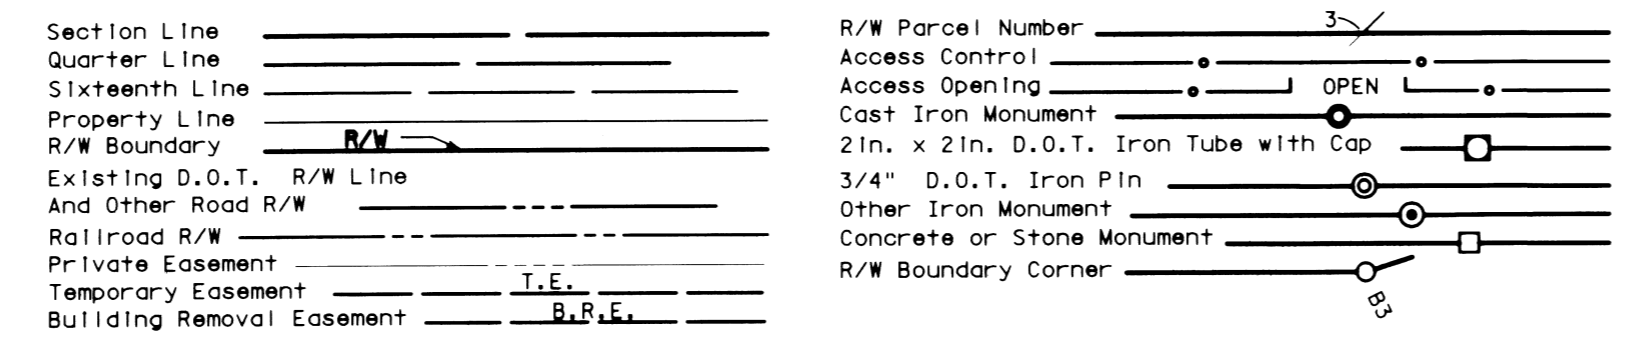 Section Line
Quarter Line
Sixteenth Line
Property Line
R/W Boundary R/W
Existing D.O.T. R/W Line
And Other Road R/W
Railroad R/W
Private Easement
Temporary Easement T.E.
Building Removal Easement B.R.E.
R/W Parcel Number 3
Access Control
Access Opening OPEN
Cast Iron Monument
2in. x 2in. D.O.T. Iron Tube with Cap
3/4" D.O.T. Iron Pin
Other Iron Monument
Concrete or Stone Monument
R/W Boundary Corner
B3